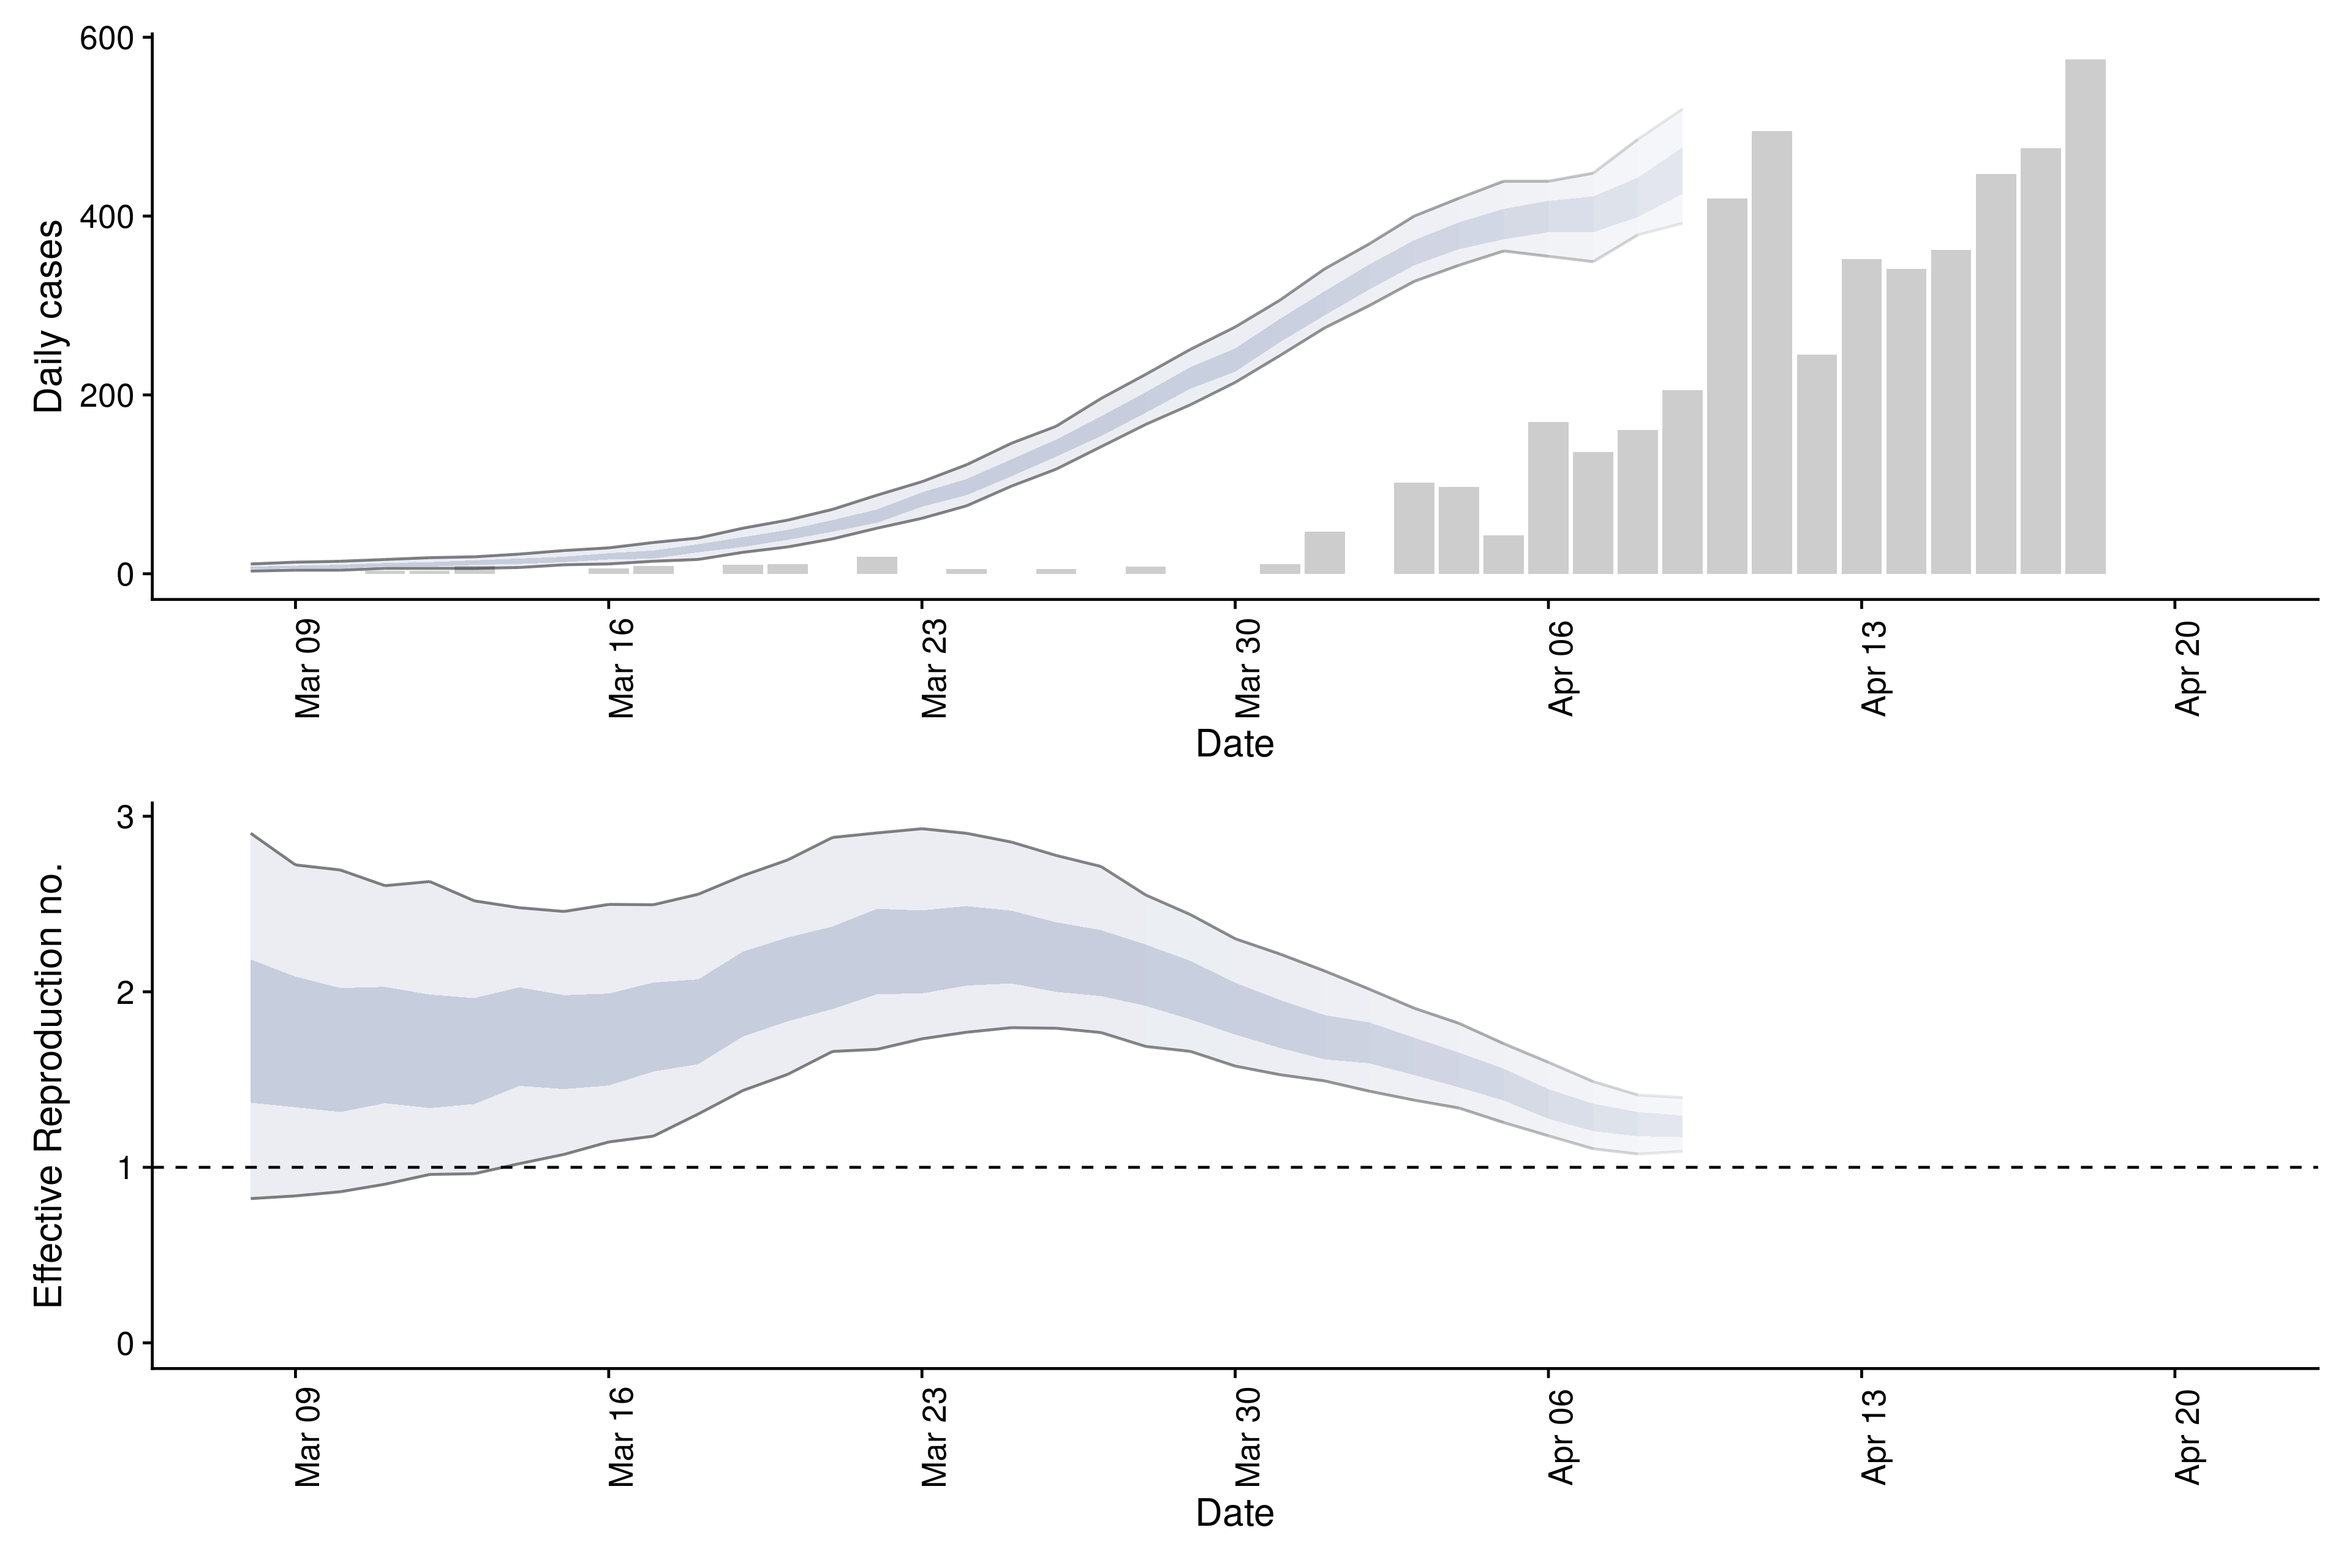 Daily cases
600
400
200
0
Mar 09
Mar 16
Mar 23
Mar 30
Apr 06
Apr 13
Apr 20
Date
Effective Reproduction no.
3
2
1
0
Mar 09
Mar 16
Mar 23
Mar 30
Apr 06
Apr 13
Apr 20
Date